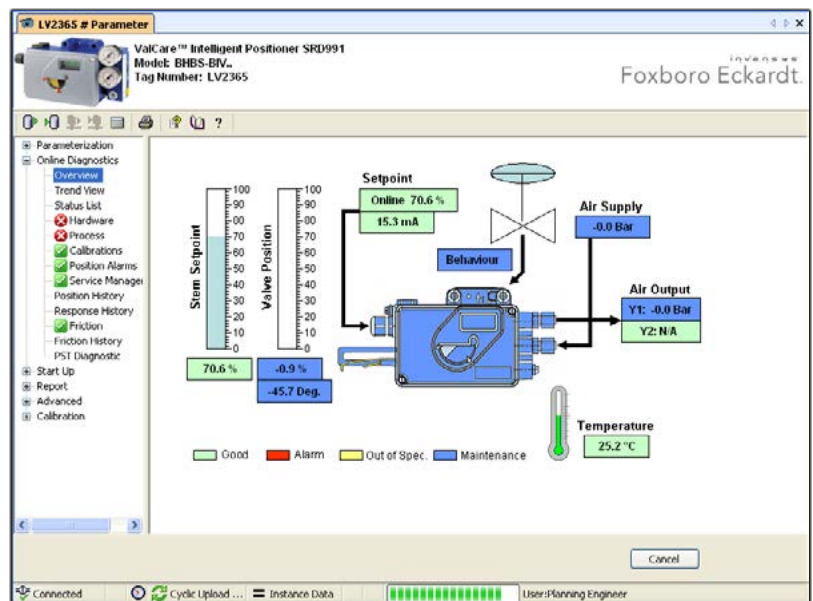 LV2365 # Parameter
ValCare™ Intelligent Positioner SRD991
Model: BHBS-BIV..
Tag Number: LV2365
invensys
Foxboro Eckardt.
Parameterization
Online Diagnostics
Overview
Trend View
Status List
Hardware
Process
Calibrations
Position Alarms
Service Manager
Position History
Response History
Friction
Friction History
PST Diagnostic
Start Up
Report
Advanced
Calibration
Stem Setpoint
100
90
80
70
60
50
40
30
20
10
0
70.6 %
Valve Position
100
90
80
70
60
50
40
30
20
10
0
-0.9 %
-45.7 Deg.
Setpoint
Online 70.6 %
15.3 mA
Behaviour
Air Supply
-0.0 Bar
Air Output
Y1: -0.0 Bar
Y2: N/A
Temperature
25.2 °C
Good
Alarm
Out of Spec.
Maintenance
Cancel
Connected
Cyclic Upload ...
Instance Data
User:Planning Engineer